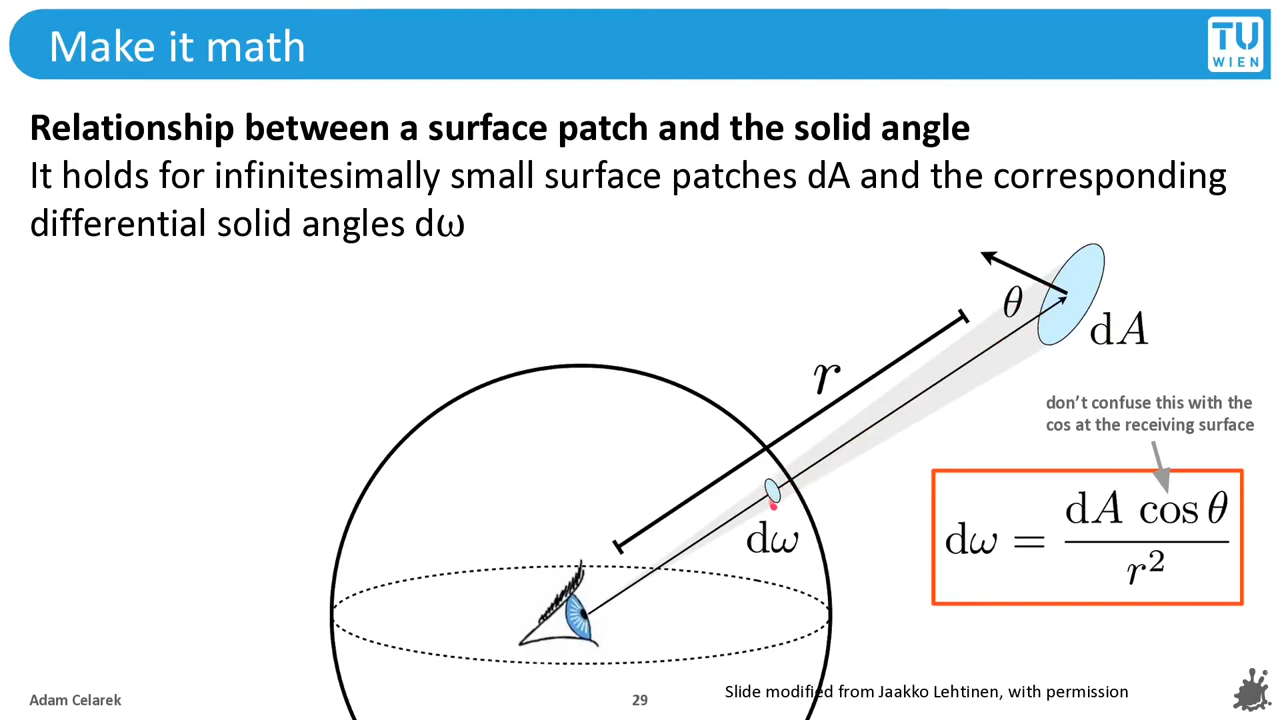 Make it math
TU
WIEN
Relationship between a surface patch and the solid angle
It holds for infinitesimally small surface patches dA and the corresponding
differential solid angles dω
θ
dA
r
don't confuse this with the
cos at the receiving surface
dω
dω = dA cos θ / r²
Adam Celarek
29
Slide modified from Jaakko Lehtinen, with permission